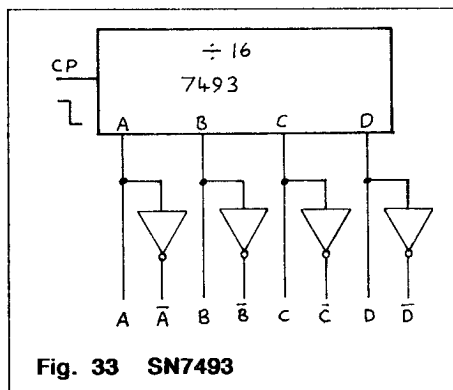 ÷ 16
CP
7493
A B C D
A A̅ B B̅ C C̅ D D̅
Fig. 33 SN7493